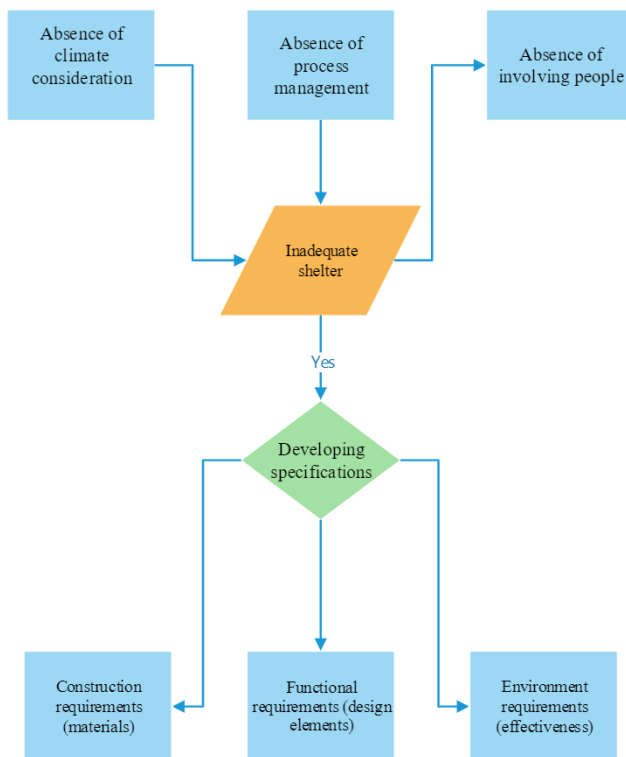 Absence of
climate
consideration
Absence of
process
management
Absence of
involving people
Inadequate
shelter
Yes
Developing
specifications
Construction
requirements
(materials)
Functional
requirements (design
elements)
Environment
requirements
(effectiveness)